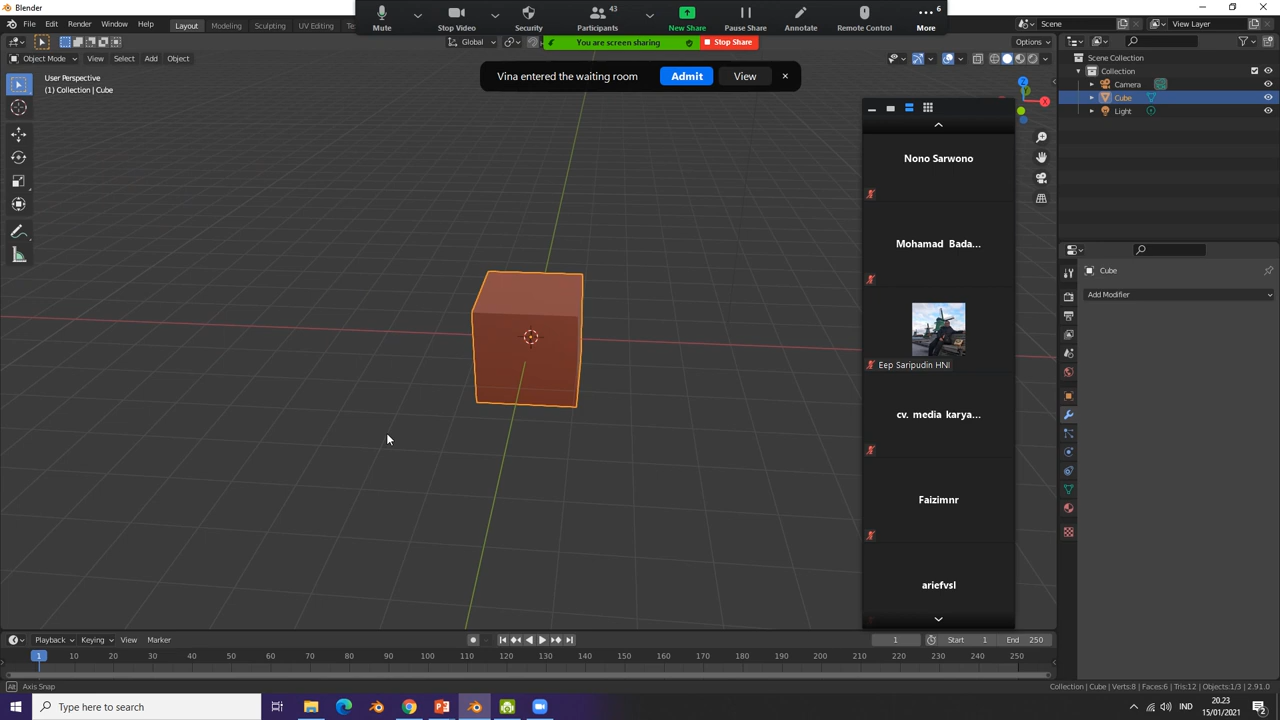 Blender
File Edit Render Window Help
Layout Modeling Sculpting UV Editing Te
Mute Stop Video Security Participants 43 New Share Pause Share Annotate Remote Control More 6
You are screen sharing Stop Share
Scene View Layer
Global Options
Object Mode View Select Add Object
Vina entered the waiting room Admit View
User Perspective
(1) Collection | Cube
Z
X
Scene Collection
Collection
Camera
Cube
Light
Nono Sarwono
Mohamad Bada...
Eep Saripudin HNI
cv. media karya...
Faizimnr
ariefvsl
Cube
Add Modifier
Playback Keying View Marker 1 Start 1 End 250
1 10 20 30 40 50 60 70 80 90 100 110 120 130 140 150 160 170 180 190 200 210 220 230 240 250
Alt Axis Snap
Collection | Cube | Verts:8 | Faces:6 | Tris:12 | Objects:1/3 | 2.91.0
Type here to search
IND
20.23
15/01/2021
2